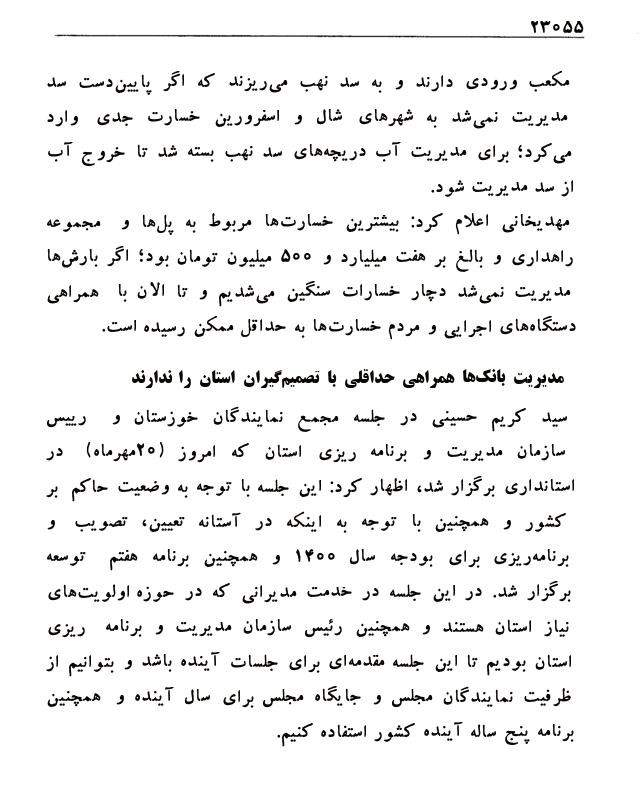 ۲۳۰۵۵
مکعب ورودی دارند و به سد نهب می‌ریزند که اگر پایین‌دست سد
مدیریت نمی‌شد به شهرهای شال و اسفرورین خسارت جدی وارد
می‌کرد؛ برای مدیریت آب دریچه‌های سد نهب بسته شد تا خروج آب
از سد مدیریت شود.
مهدیخانی اعلام کرد: بیشترین خسارت‌ها مربوط به پل‌ها و مجموعه
راهداری و بالغ بر هفت میلیارد و ۵۰۰ میلیون تومان بود؛ اگر بارش‌ها
مدیریت نمی‌شد دچار خسارات سنگین می‌شدیم و تا الان با همراهی
دستگاه‌های اجرایی و مردم خسارت‌ها به حداقل ممکن رسیده است.
مدیریت بانک‌ها همراهی حداقلی با تصمیم‌گیران استان را ندارند
سید کریم حسینی در جلسه مجمع نمایندگان خوزستان و رییس
سازمان مدیریت و برنامه ریزی استان که امروز (۲۰مهرماه) در
استانداری برگزار شد، اظهار کرد: این جلسه با توجه به وضعیت حاکم بر
کشور و همچنین با توجه به اینکه در آستانه تعیین، تصویب و
برنامه‌ریزی برای بودجه سال ۱۴۰۰ و همچنین برنامه هفتم توسعه
برگزار شد. در این جلسه در خدمت مدیرانی که در حوزه اولویت‌های
نیاز استان هستند و همچنین رئیس سازمان مدیریت و برنامه ریزی
استان بودیم تا این جلسه مقدمه‌ای برای جلسات آینده باشد و بتوانیم از
ظرفیت نمایندگان مجلس و جایگاه مجلس برای سال آینده و همچنین
برنامه پنج ساله آینده کشور استفاده کنیم.